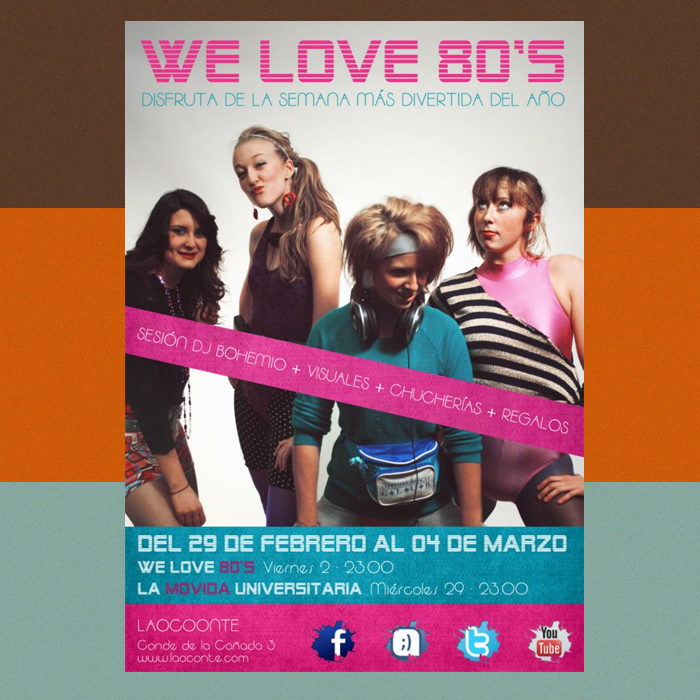 WE LOVE 80'S
DISFRUTA DE LA SEMANA MÁS DIVERTIDA DEL AÑO
SESIÓN DJ BOHEMIO + VISUALES + CHUCHERÍAS + REGALOS
DEL 29 DE FEBRERO AL 04 DE MARZO
WE LOVE 80'S Viernes 2 · 23.00
LA MOVIDA UNIVERSITARIA Miércoles 29 · 23.00
LAOCOONTE
Conde de la Cañada 3
www.laoconte.com
f
t
You
Tube